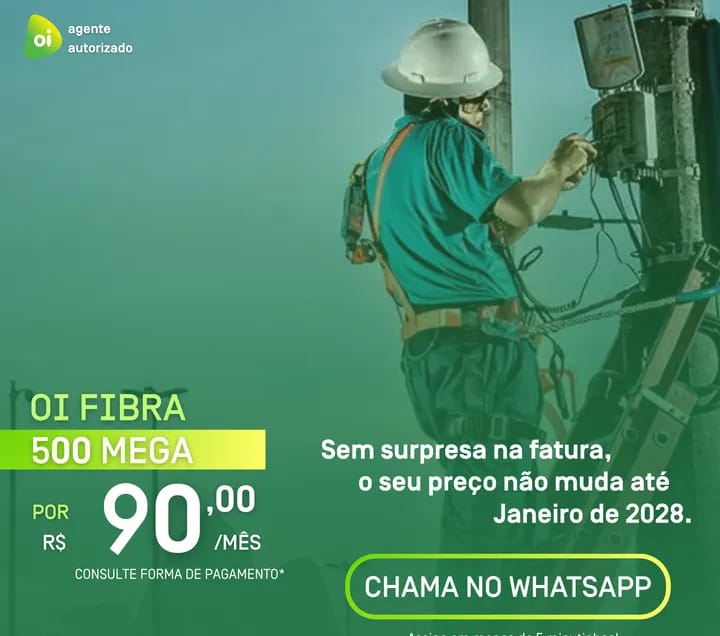 oi
agente
autorizado
OI FIBRA
500 MEGA
POR
R$
90,00
/MÊS
CONSULTE FORMA DE PAGAMENTO*
Sem surpresa na fatura,
o seu preço não muda até
Janeiro de 2028.
CHAMA NO WHATSAPP